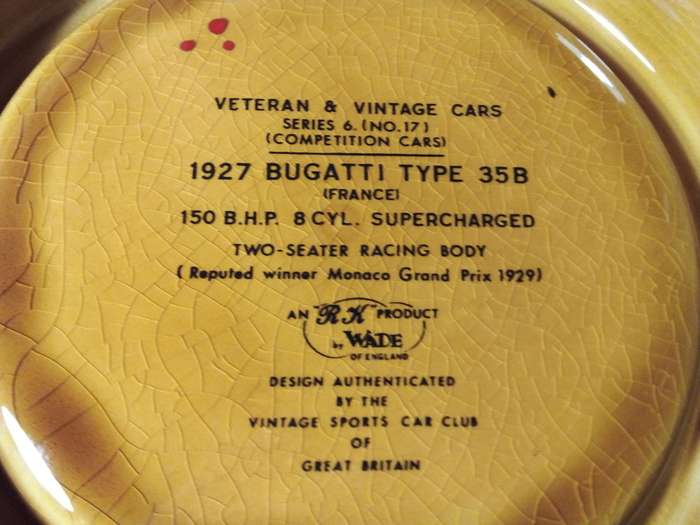 VETERAN & VINTAGE CARS
SERIES 6. (NO.17)
(COMPETITION CARS)
1927 BUGATTI TYPE 35B
(FRANCE)
150 B.H.P. 8 CYL. SUPERCHARGED
TWO-SEATER RACING BODY
(Reputed winner Monaco Grand Prix 1929)
AN "RK" PRODUCT
by WADE
OF ENGLAND
DESIGN AUTHENTICATED
BY THE
VINTAGE SPORTS CAR CLUB
OF
GREAT BRITAIN